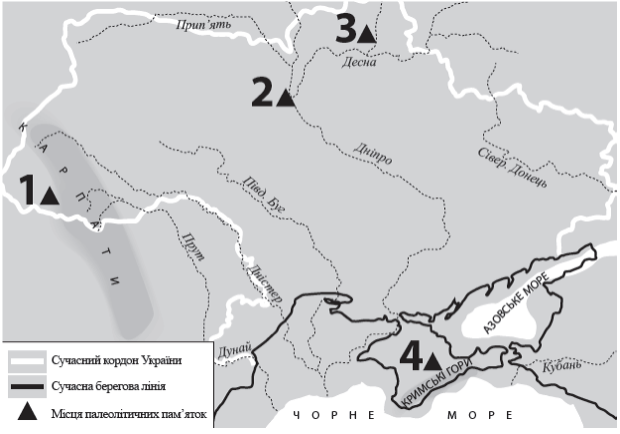 Прип'ять
3
Десна
2
КАРПАТИ
Дніпро
Сівер. Донець
1
Півд. Буг
Прут
Дністер
АЗОВСЬКЕ МОРЕ
Дунай
4
КРИМСЬКІ ГОРИ
Кубань
ЧОРНЕ МОРЕ
Сучасний кордон України
Сучасна берегова лінія
Місця палеолітичних пам’яток